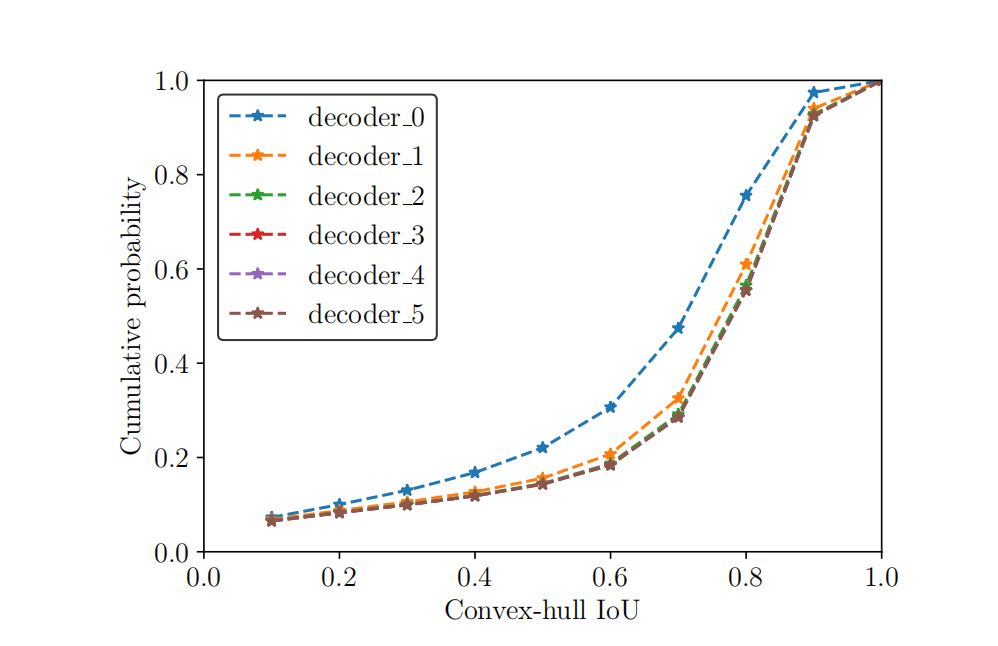 1.0
0.8
0.6
0.4
0.2
0.0
Cumulative probability
decoder_0
decoder_1
decoder_2
decoder_3
decoder_4
decoder_5
0.0 0.2 0.4 0.6 0.8 1.0
Convex-hull IoU